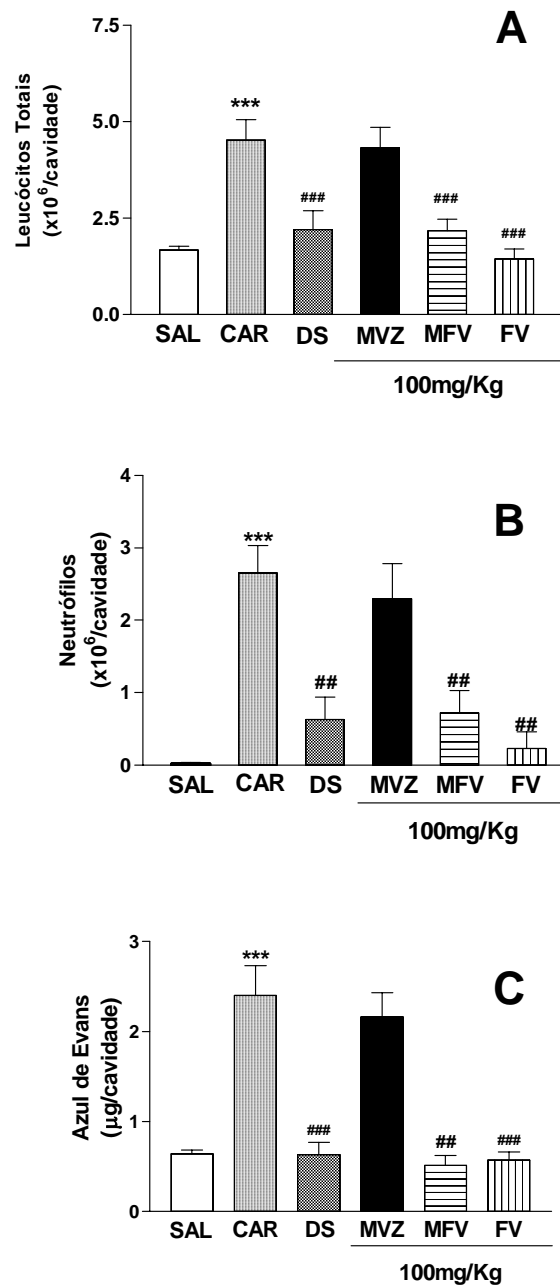 A
7.5
5.0
2.5
0.0
Leucócitos Totais
(x10⁶/cavidade)
***
###
###
###
SAL CAR DS MVZ MFV FV
100mg/Kg
B
4
3
2
1
0
Neutrófilos
(x10⁶/cavidade)
***
##
##
##
SAL CAR DS MVZ MFV FV
100mg/Kg
C
3
2
1
0
Azul de Evans
(µg/cavidade)
***
###
##
###
SAL CAR DS MVZ MFV FV
100mg/Kg